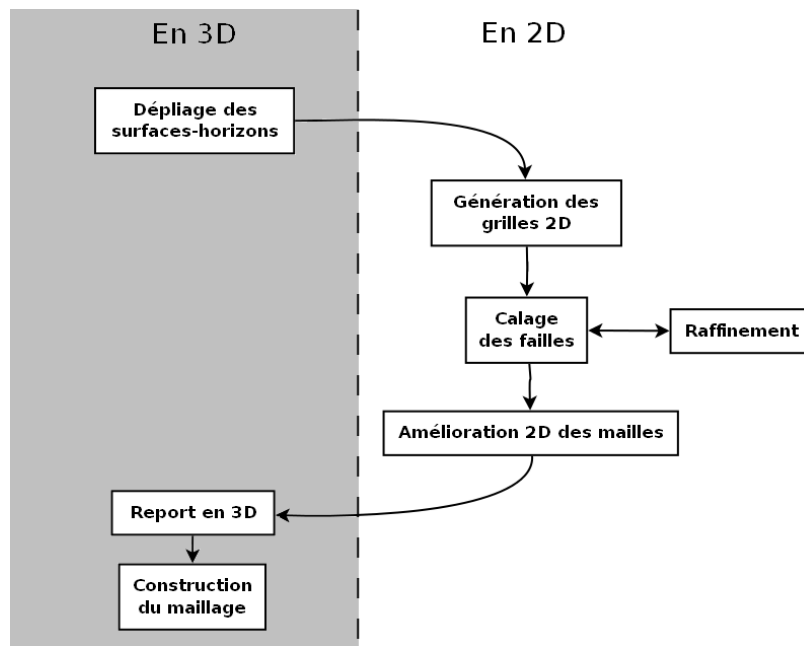 En 3D
En 2D
Dépliage des
surfaces-horizons
Génération des
grilles 2D
Calage
des failles
Raffinement
Amélioration 2D des mailles
Report en 3D
Construction
du maillage